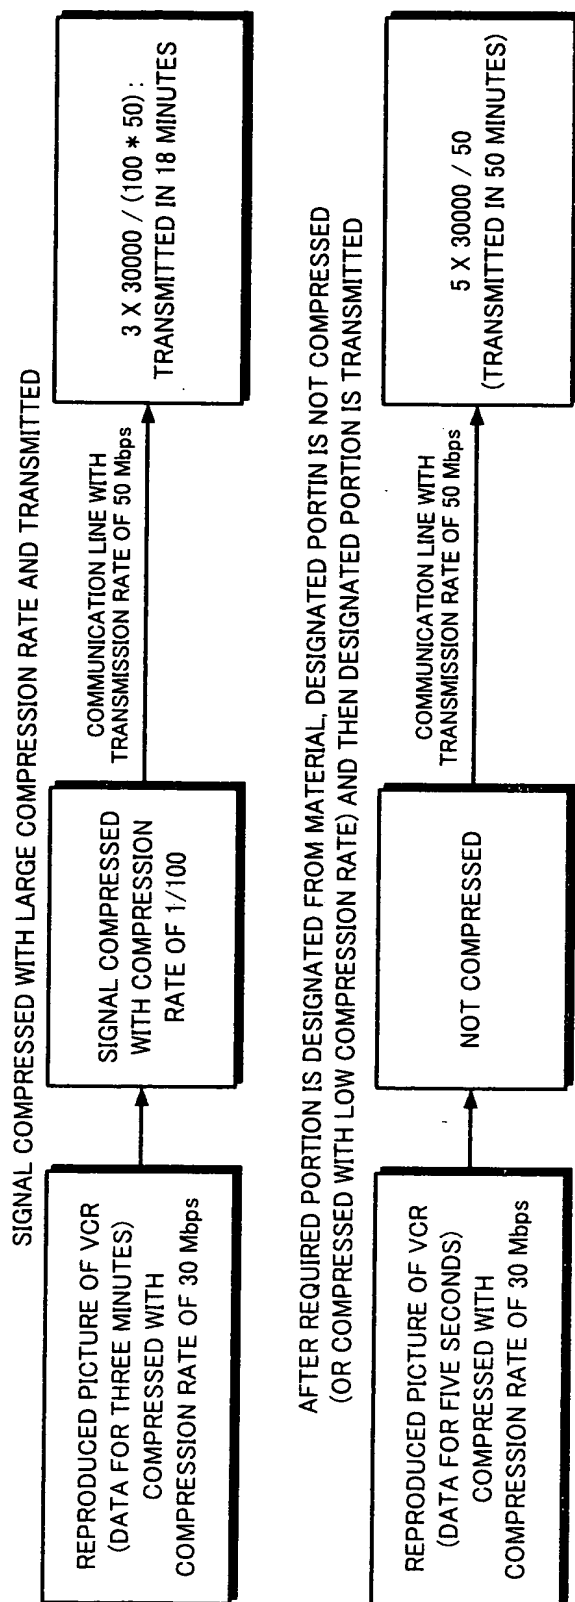 SIGNAL COMPRESSED WITH LARGE COMPRESSION RATE AND TRANSMITTED
REPRODUCED PICTURE OF VCR
(DATA FOR THREE MINUTES)
COMPRESSED WITH
COMPRESSION RATE OF 30 Mbps
SIGNAL COMPRESSED
WITH COMPRESSION
RATE OF 1/100
COMMUNICATION LINE WITH
TRANSMISSION RATE OF 50 Mbps
3 X 30000 / (100 * 50) :
TRANSMITTED IN 18 MINUTES
AFTER REQUIRED PORTION IS DESIGNATED FROM MATERIAL, DESIGNATED PORTIN IS NOT COMPRESSED
(OR COMPRESSED WITH LOW COMPRESSION RATE) AND THEN DESIGNATED PORTION IS TRANSMITTED
REPRODUCED PICTURE OF VCR
(DATA FOR FIVE SECONDS)
COMPRESSED WITH
COMPRESSION RATE OF 30 Mbps
NOT COMPRESSED
COMMUNICATION LINE WITH
TRANSMISSION RATE OF 50 Mbps
5 X 30000 / 50
(TRANSMITTED IN 50 MINUTES)